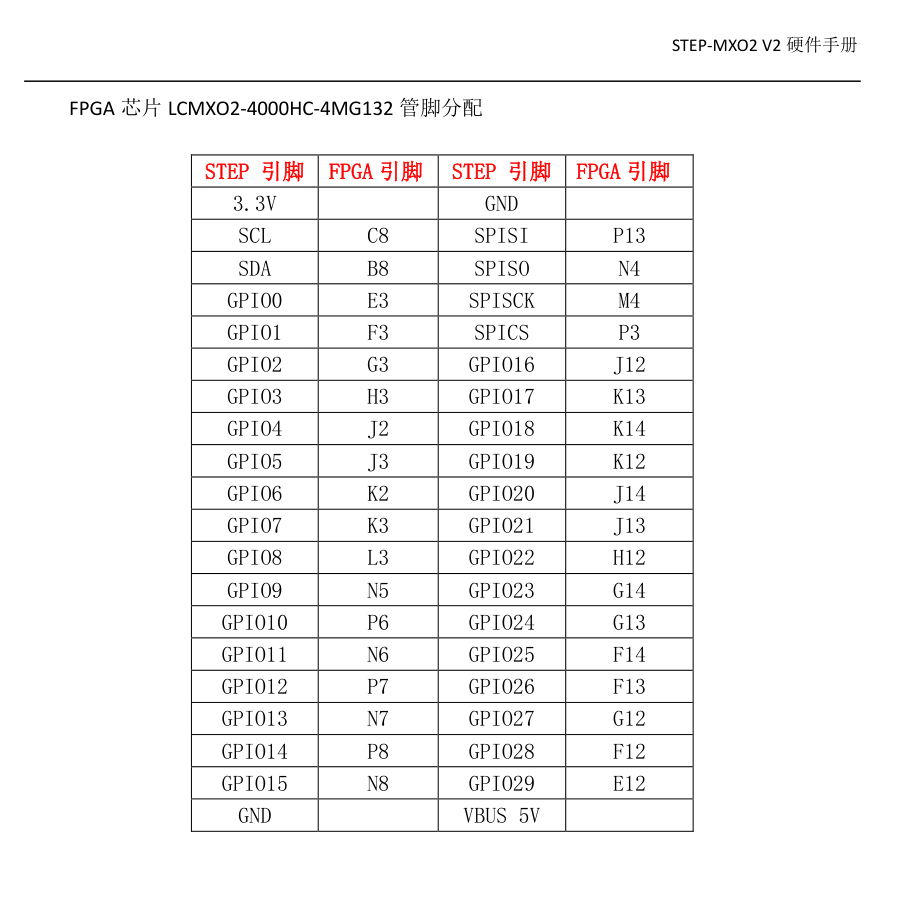 STEP-MXO2 V2 硬件手册
FPGA 芯片 LCMXO2-4000HC-4MG132 管脚分配
STEP 引脚 FPGA 引脚 STEP 引脚 FPGA 引脚
3.3V GND
SCL C8 SPISI P13
SDA B8 SPISO N4
GPIO0 E3 SPISCK M4
GPIO1 F3 SPICS P3
GPIO2 G3 GPIO16 J12
GPIO3 H3 GPIO17 K13
GPIO4 J2 GPIO18 K14
GPIO5 J3 GPIO19 K12
GPIO6 K2 GPIO20 J14
GPIO7 K3 GPIO21 J13
GPIO8 L3 GPIO22 H12
GPIO9 N5 GPIO23 G14
GPIO10 P6 GPIO24 G13
GPIO11 N6 GPIO25 F14
GPIO12 P7 GPIO26 F13
GPIO13 N7 GPIO27 G12
GPIO14 P8 GPIO28 F12
GPIO15 N8 GPIO29 E12
GND VBUS 5V